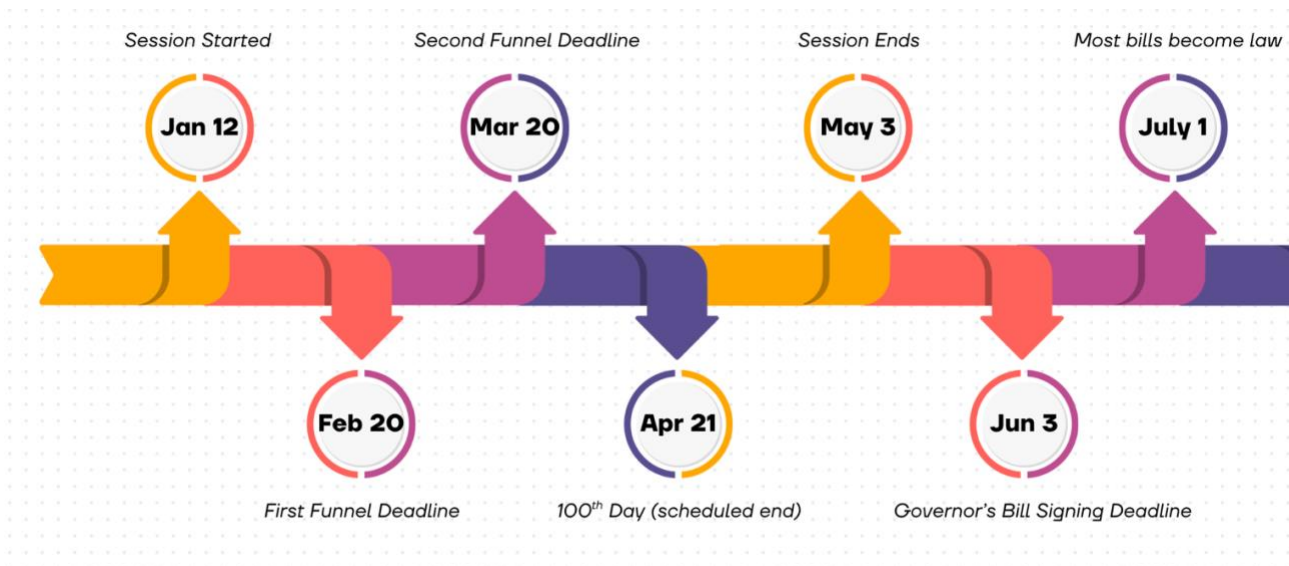 Session Started
Second Funnel Deadline
Session Ends
Most bills become law
Jan 12
Mar 20
May 3
July 1
Feb 20
Apr 21
Jun 3
First Funnel Deadline
100th Day (scheduled end)
Governor's Bill Signing Deadline